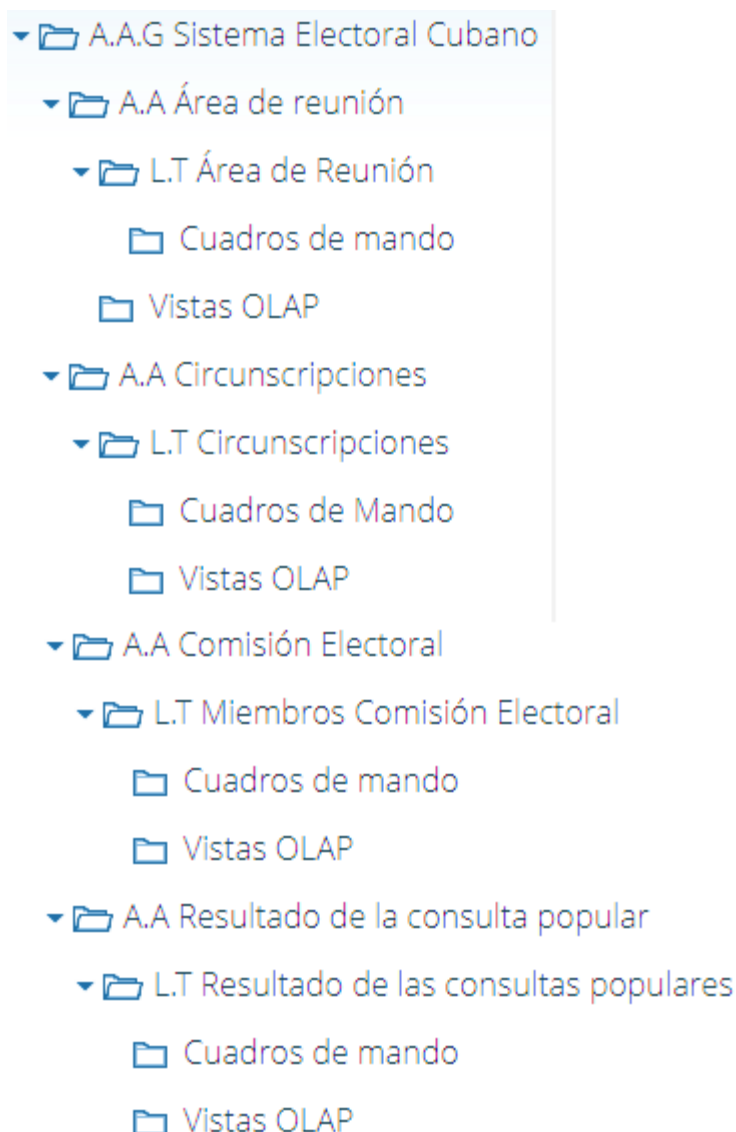 A.A.G Sistema Electoral Cubano
A.A Área de reunión
L.T Área de Reunión
Cuadros de mando
Vistas OLAP
A.A Circunscripciones
L.T Circunscripciones
Cuadros de Mando
Vistas OLAP
A.A Comisión Electoral
L.T Miembros Comisión Electoral
Cuadros de mando
Vistas OLAP
A.A Resultado de la consulta popular
L.T Resultado de las consultas populares
Cuadros de mando
Vistas OLAP